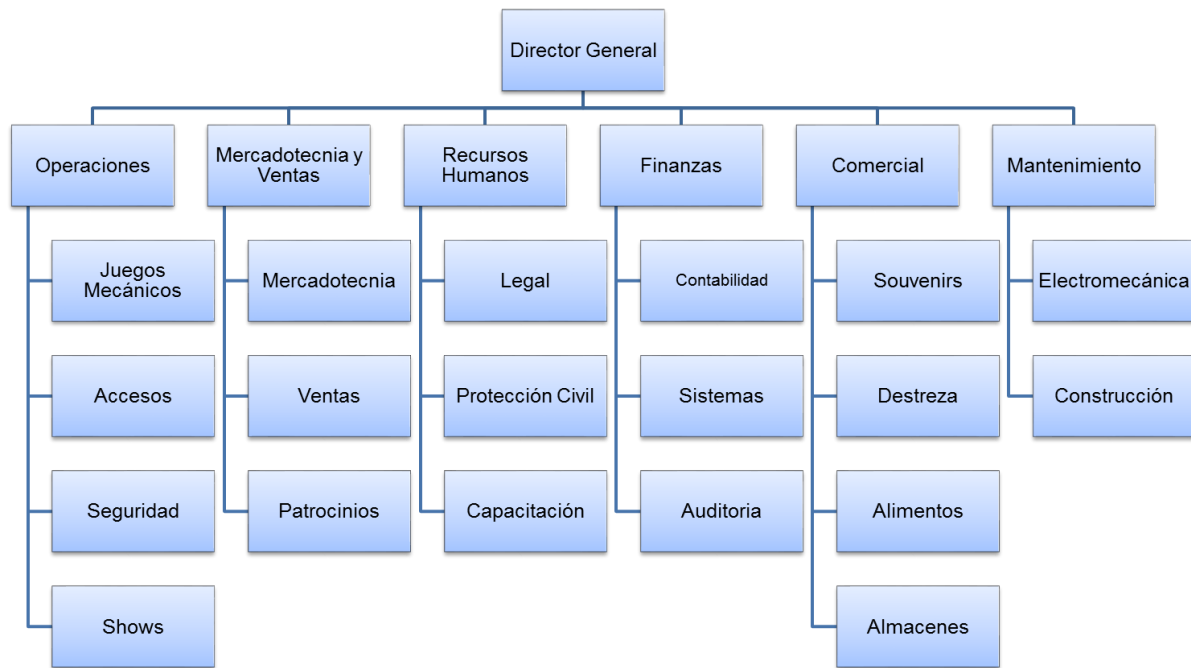 Director General
Operaciones
Mercadotecnia y
Ventas
Recursos
Humanos
Finanzas
Comercial
Mantenimiento
Juegos
Mecánicos
Mercadotecnia
Legal
Contabilidad
Souvenirs
Electromecánica
Accesos
Ventas
Protección Civil
Sistemas
Destreza
Construcción
Seguridad
Patrocinios
Capacitación
Auditoria
Alimentos
Shows
Almacenes